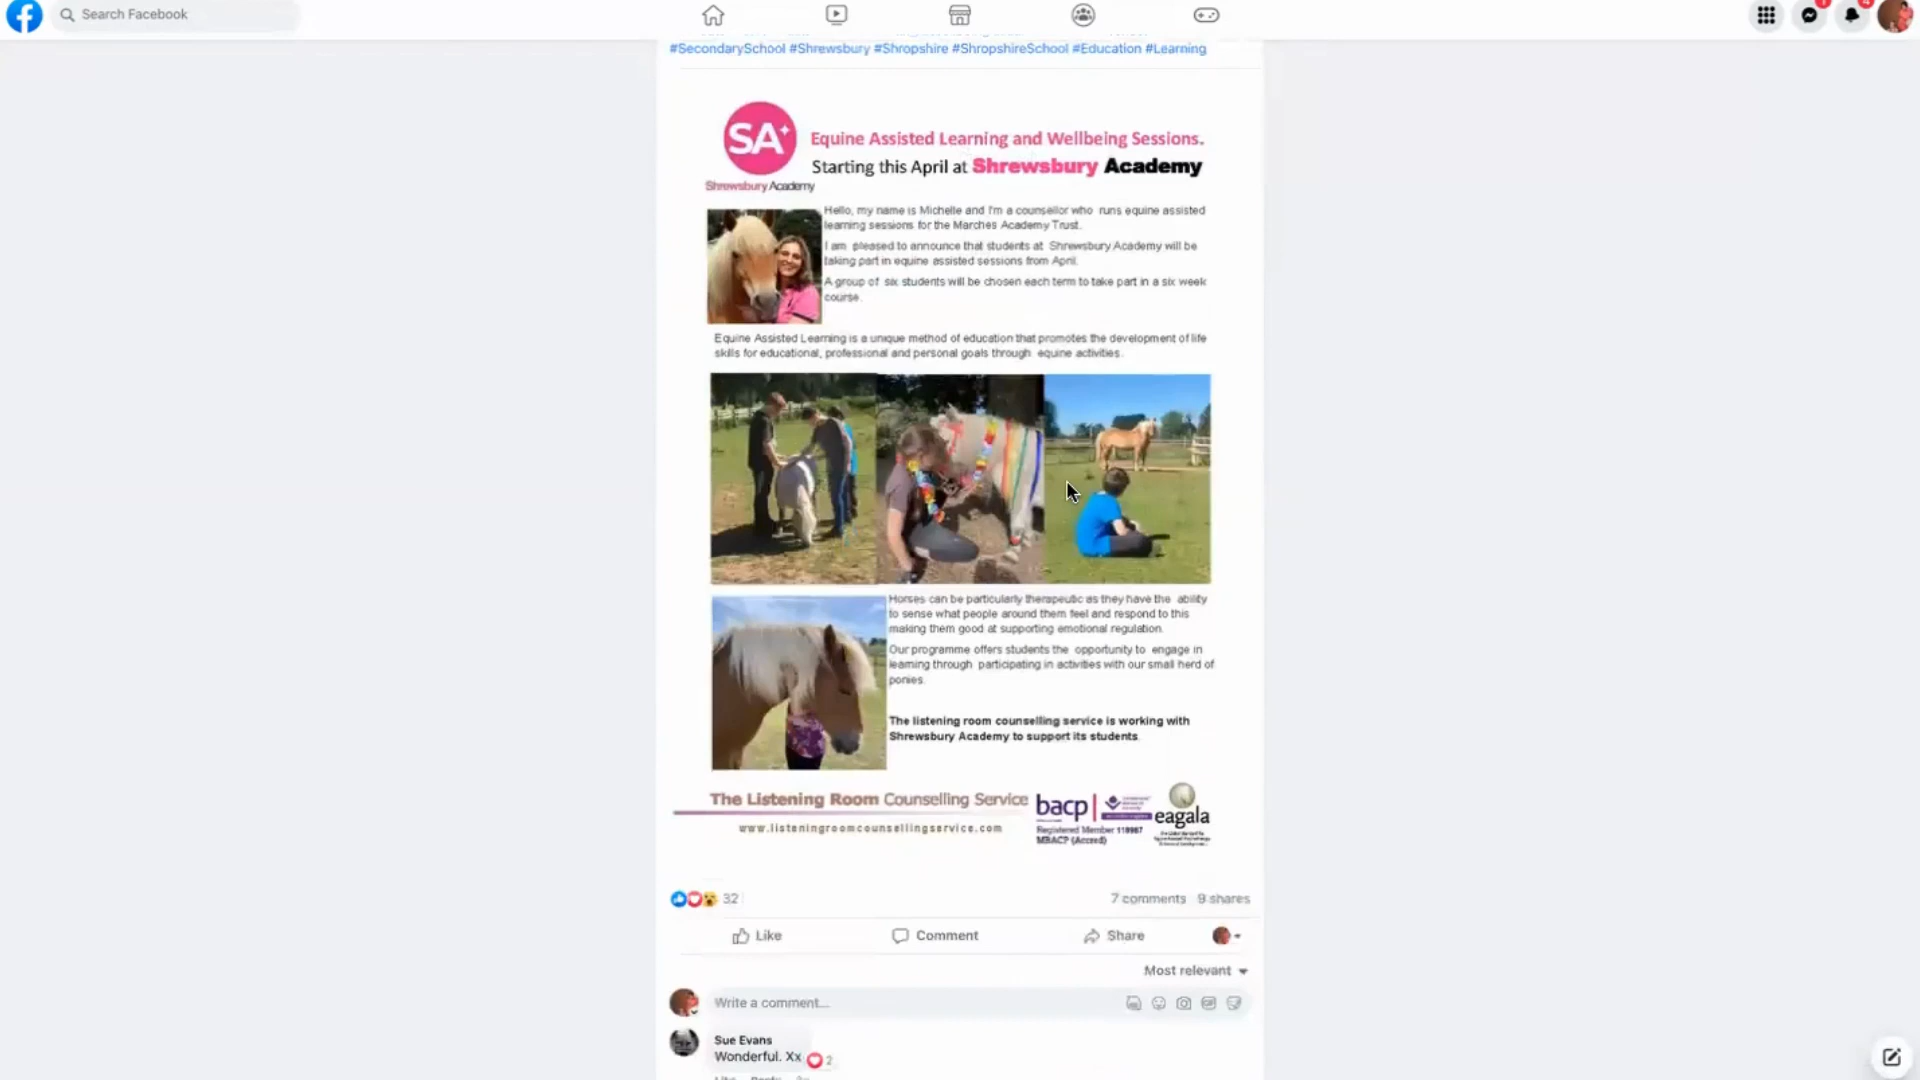 Search Facebook
#SecondarySchool #Shrewsbury #Shropshire #ShropshireSchool #Education #Learning
SA+
Shrewsbury Academy
Equine Assisted Learning and Wellbeing Sessions.
Starting this April at Shrewsbury Academy
Hello, my name is Michelle and I'm a counsellor who runs equine assisted
learning sessions for the Marches Academy Trust.
I am pleased to announce that students at Shrewsbury Academy will be
taking part in equine assisted sessions from April.
A group of six students will be chosen each term to take part in a six week
course.
Equine Assisted Learning is a unique method of education that promotes the development of life
skills for educational, professional and personal goals through equine activities.
Horses can be particularly therapeutic as they have the ability
to sense what people around them feel and respond to this
making them good at supporting emotional regulation.
Our programme offers students the opportunity to engage in
learning through participating in activities with our small herd of
ponies.
The listening room counselling service is working with
Shrewsbury Academy to support its students.
The Listening Room Counselling Service
www.listeningroomcounsellingservice.com
bacp
Registered Member 118987
MBACP (Accred)
eagala
32
7 comments 9 shares
Like
Comment
Share
Most relevant
Write a comment...
Sue Evans
Wonderful. Xx
2